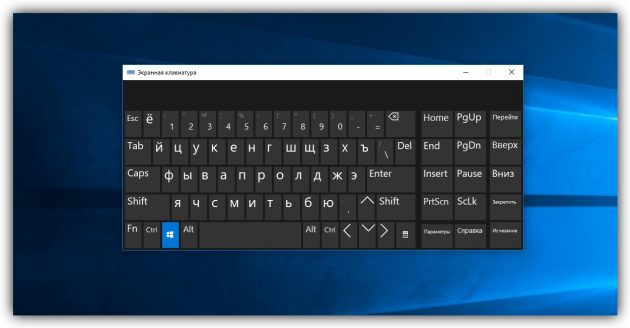 Экранная клавиатура
Esc ё ! 1 " 2 № 3 ; 4 % 5 : 6 ? 7 * 8 ( 9 ) 0 _ - + = Home PgUp Перейти
Tab й ц у к е н г ш щ з х ъ / \ Del End PgDn Вверх
Caps ф ы в а п р о л д ж э Enter Insert Pause Вниз
Shift я ч с м и т ь б ю , . Shift PrtScn ScLk Закрепить
Fn Ctrl Alt Alt Ctrl Параметры Справка Исчезание